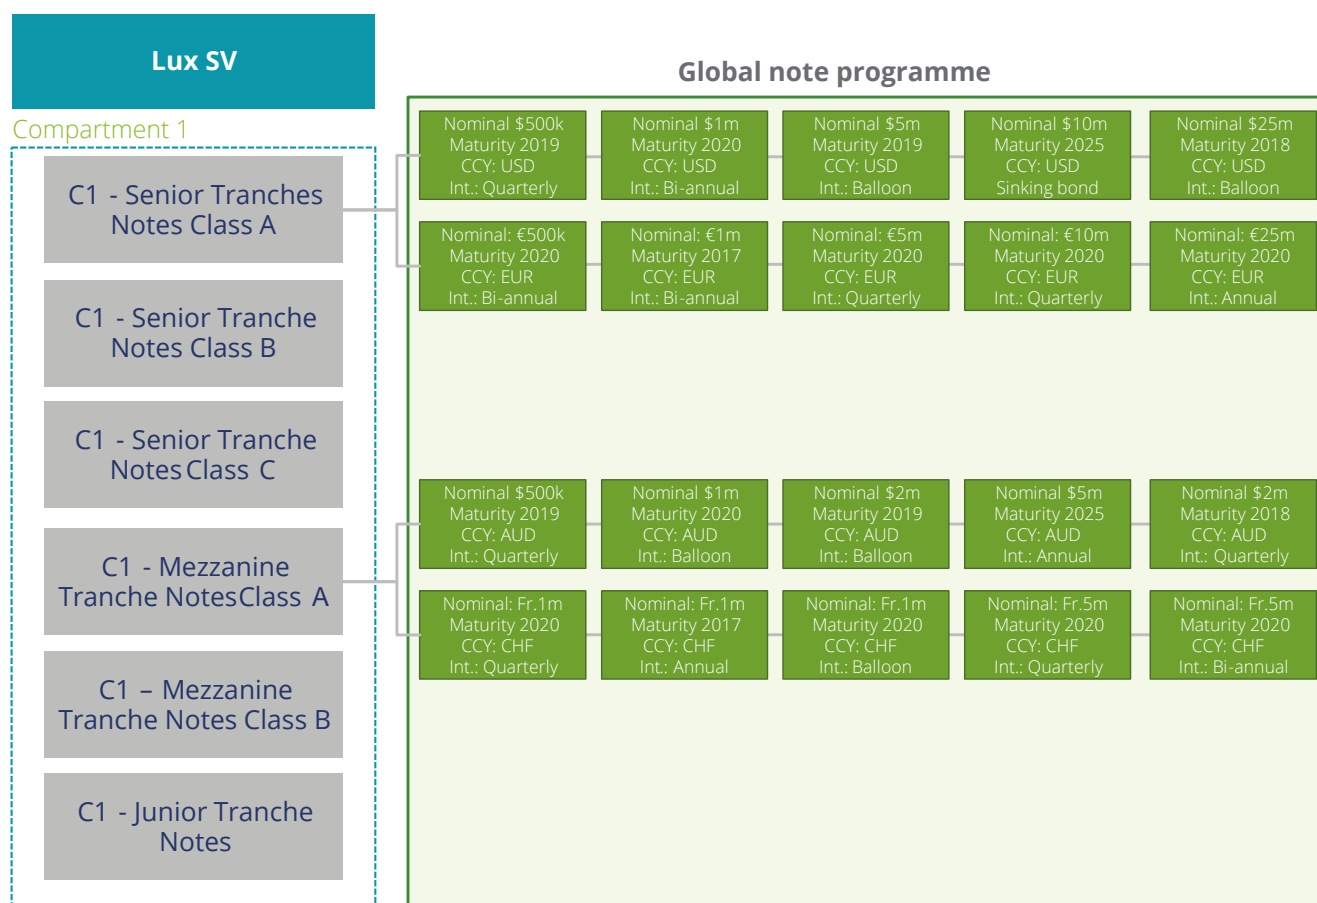 Lux SV
Global note programme
Compartment 1
C1 - Senior Tranches
Notes Class A
C1 - Senior Tranche
Notes Class B
C1 - Senior Tranche
Notes Class C
C1 - Mezzanine
Tranche Notes Class A
C1 – Mezzanine
Tranche Notes Class B
C1 - Junior Tranche
Notes
Nominal $500k
Maturity 2019
CCY: USD
Int.: Quarterly
Nominal $1m
Maturity 2020
CCY: USD
Int.: Bi-annual
Nominal $5m
Maturity 2019
CCY: USD
Int.: Balloon
Nominal $10m
Maturity 2025
CCY: USD
Sinking bond
Nominal $25m
Maturity 2018
CCY: USD
Int.: Balloon
Nominal: €500k
Maturity 2020
CCY: EUR
Int.: Bi-annual
Nominal: €1m
Maturity 2017
CCY: EUR
Int.: Bi-annual
Nominal: €5m
Maturity 2020
CCY: EUR
Int.: Quarterly
Nominal: €10m
Maturity 2020
CCY: EUR
Int.: Quarterly
Nominal: €25m
Maturity 2020
CCY: EUR
Int.: Annual
Nominal $500k
Maturity 2019
CCY: AUD
Int.: Quarterly
Nominal $1m
Maturity 2020
CCY: AUD
Int.: Balloon
Nominal $2m
Maturity 2019
CCY: AUD
Int.: Balloon
Nominal $5m
Maturity 2025
CCY: AUD
Int.: Annual
Nominal $2m
Maturity 2018
CCY: AUD
Int.: Quarterly
Nominal: Fr.1m
Maturity 2020
CCY: CHF
Int.: Quarterly
Nominal: Fr.1m
Maturity 2017
CCY: CHF
Int.: Annual
Nominal: Fr.1m
Maturity 2020
CCY: CHF
Int.: Balloon
Nominal: Fr.5m
Maturity 2020
CCY: CHF
Int.: Quarterly
Nominal: Fr.5m
Maturity 2020
CCY: CHF
Int.: Bi-annual